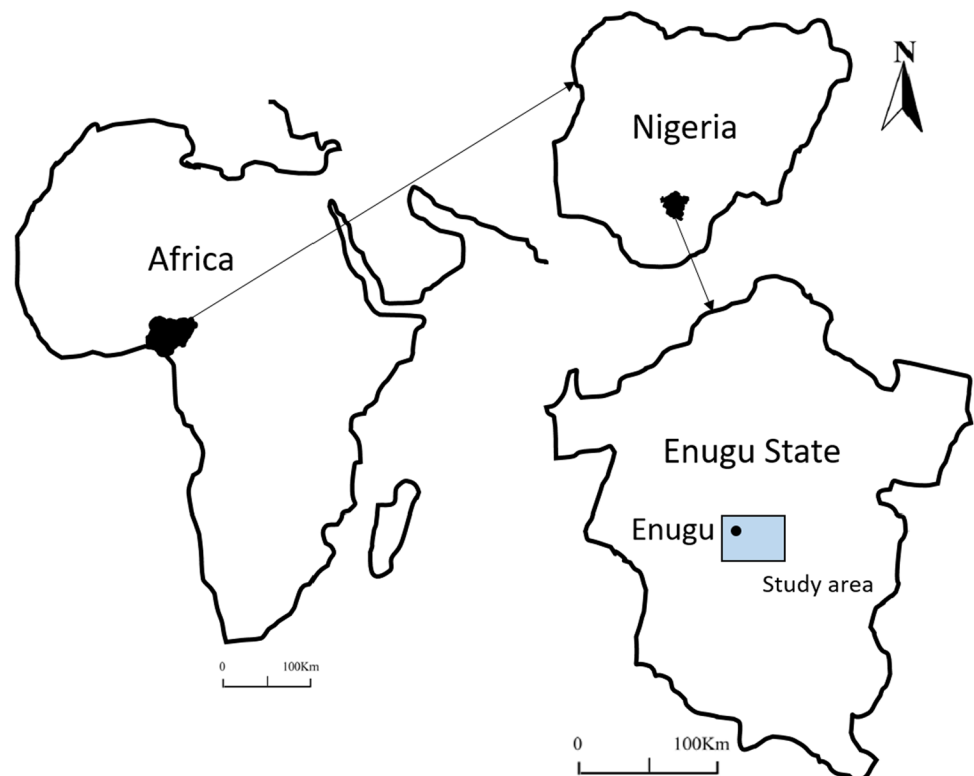 N
Nigeria
Africa
Enugu State
Enugu
Study area
0 100Km
0 100Km